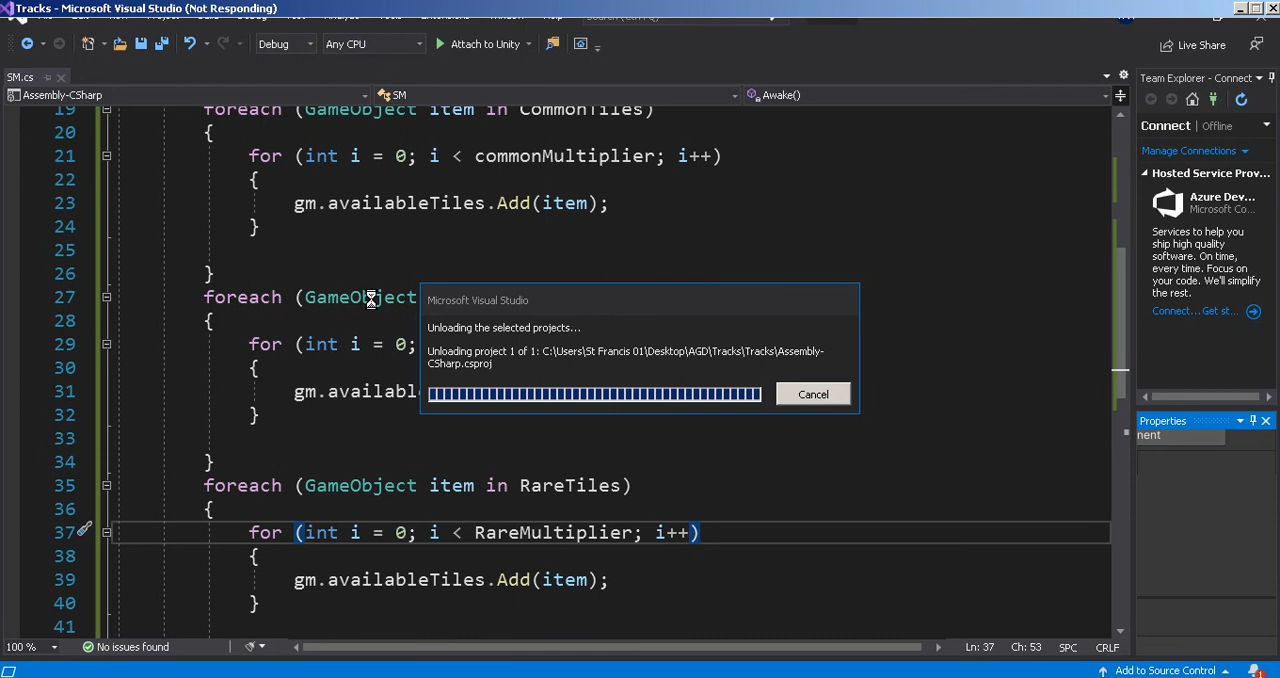 Tracks - Microsoft Visual Studio (Not Responding)
Debug Any CPU Attach to Unity Live Share
SM.cs
Assembly-CSharp SM Awake()
19 foreach (GameObject item in CommonTiles)
20 {
21 for (int i = 0; i < commonMultiplier; i++)
22 {
23 gm.availableTiles.Add(item);
24 }
25
26 }
27 foreach (GameObject
28 {
29 for (int i = 0;
30 {
31 gm.availabl
32 }
33
34 }
35 foreach (GameObject item in RareTiles)
36 {
37 for (int i = 0; i < RareMultiplier; i++)
38 {
39 gm.availableTiles.Add(item);
40 }
41
Microsoft Visual Studio
Unloading the selected projects...
Unloading project 1 of 1: C:\Users\St Francis 01\Desktop\AGD\Tracks\Tracks\Assembly-
CSharp.csproj
Cancel
Team Explorer - Connect
Connect | Offline
Manage Connections
Hosted Service Prov...
Azure Dev...
Microsoft Co...
Services to help you
ship high quality
software. On time,
every time. Focus on
your code. We'll simplify
the rest.
Connect... Get st...
Properties
nent
100 % No issues found Ln: 37 Ch: 53 SPC CRLF
Add to Source Control
1